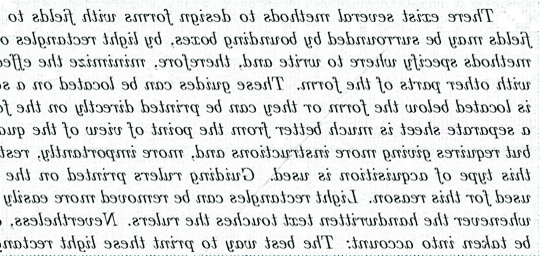 There exist several methods to design forms with fields to
fields may be surrounded by bounding boxes, by light rectangles o
methods specify where to write and, therefore, minimize the effe
with other parts of the form. These guides can be located on a s
is located below the form or they can be printed directly on the f
a separate sheet is much better from the point of view of the qua
but requires giving more instructions and, more importantly, rest
this type of acquisition is used. Guiding rulers printed on the
used for this reason. Light rectangles can be removed more easily
whenever the handwritten text touches the rulers. Nevertheless,
be taken into account: The best way to print these light rectang